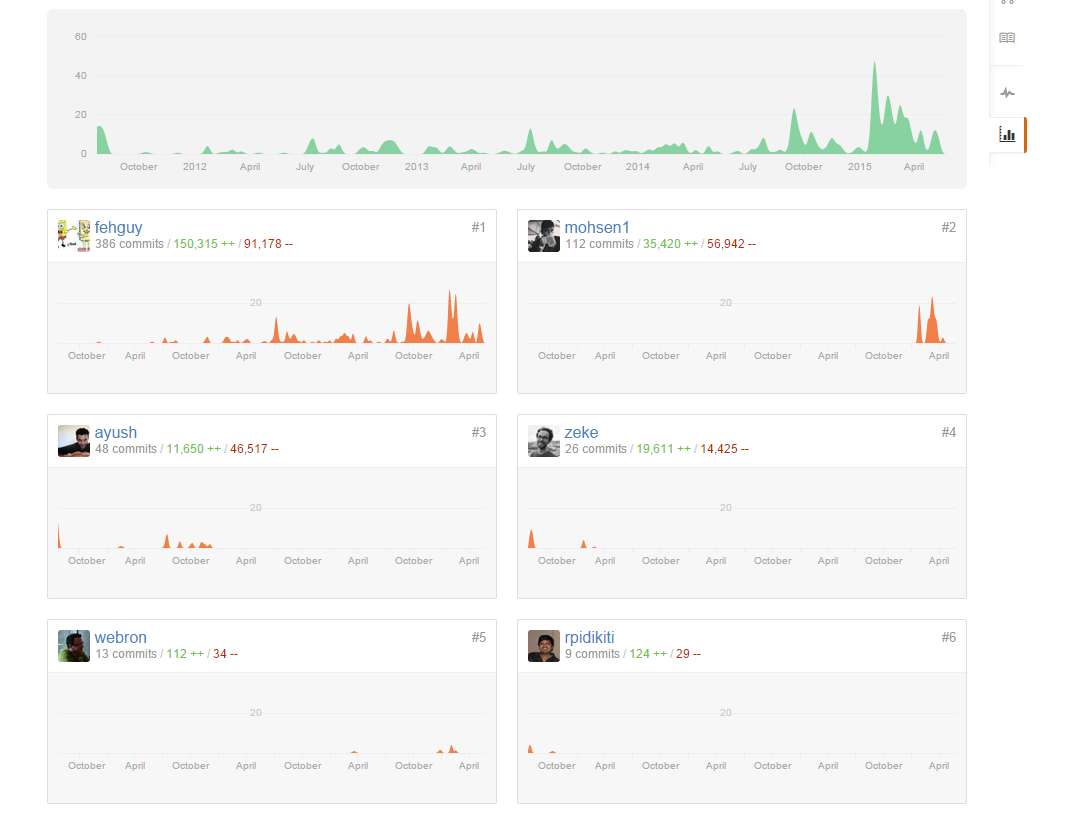 60
40
20
0
October 2012 April July October 2013 April July October 2014 April July October 2015 April
fehguy #1
386 commits / 150,315 ++ / 91,178 --
20
October April October April October April October April
mohsen1 #2
112 commits / 35,420 ++ / 56,942 --
20
October April October April October April October April
ayush #3
48 commits / 11,650 ++ / 46,517 --
20
October April October April October April October April
zeke #4
26 commits / 19,611 ++ / 14,425 --
20
October April October April October April October April
webron #5
13 commits / 112 ++ / 34 --
20
October April October April October April October April
rpidikiti #6
9 commits / 124 ++ / 29 --
20
October April October April October April October April